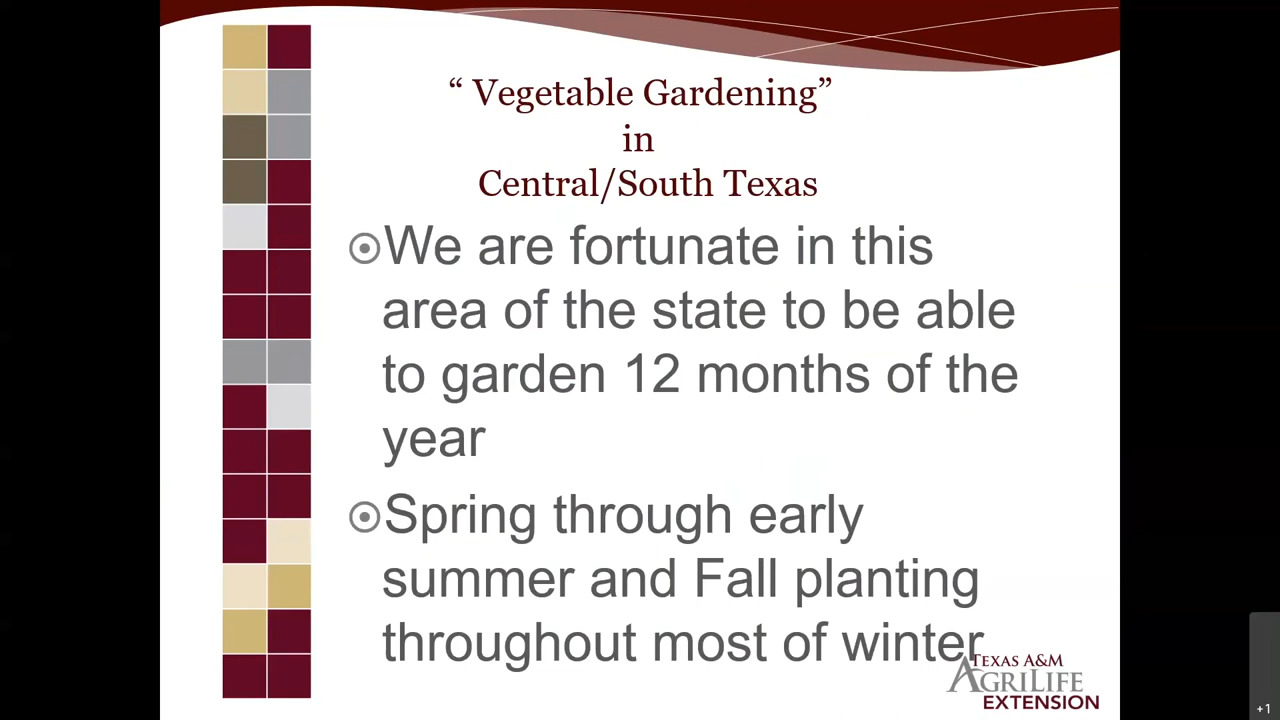 “ Vegetable Gardening”
in
Central/South Texas
We are fortunate in this
area of the state to be able
to garden 12 months of the
year
Spring through early
summer and Fall planting
throughout most of winter
TEXAS A&M
AGRILIFE
EXTENSION
+1